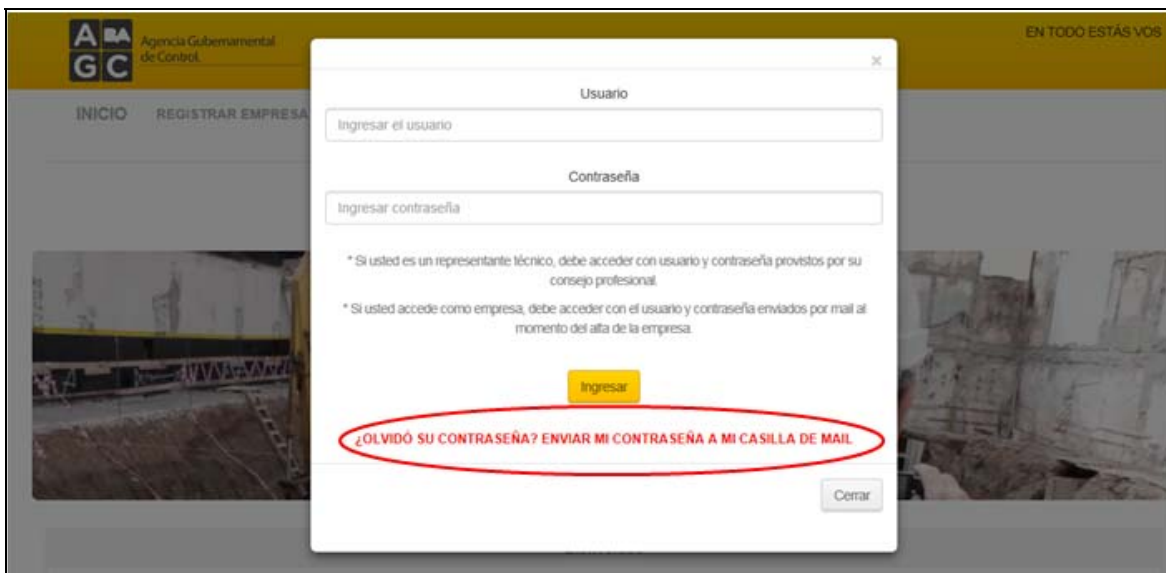 A BA
G C
Agencia Gubernamental
de Control
EN TODO ESTÁS VOS
×
INICIO REGISTRAR EMPRESA
Usuario
Ingresar el usuario
Contraseña
Ingresar contraseña
* Si usted es un representante técnico, debe acceder con usuario y contraseña provistos por su
consejo profesional.
* Si usted accede como empresa, debe acceder con el usuario y contraseña enviados por mail al
momento del alta de la empresa.
Ingresar
¿OLVIDÓ SU CONTRASEÑA? ENVIAR MI CONTRASEÑA A MI CASILLA DE MAIL
Cerrar